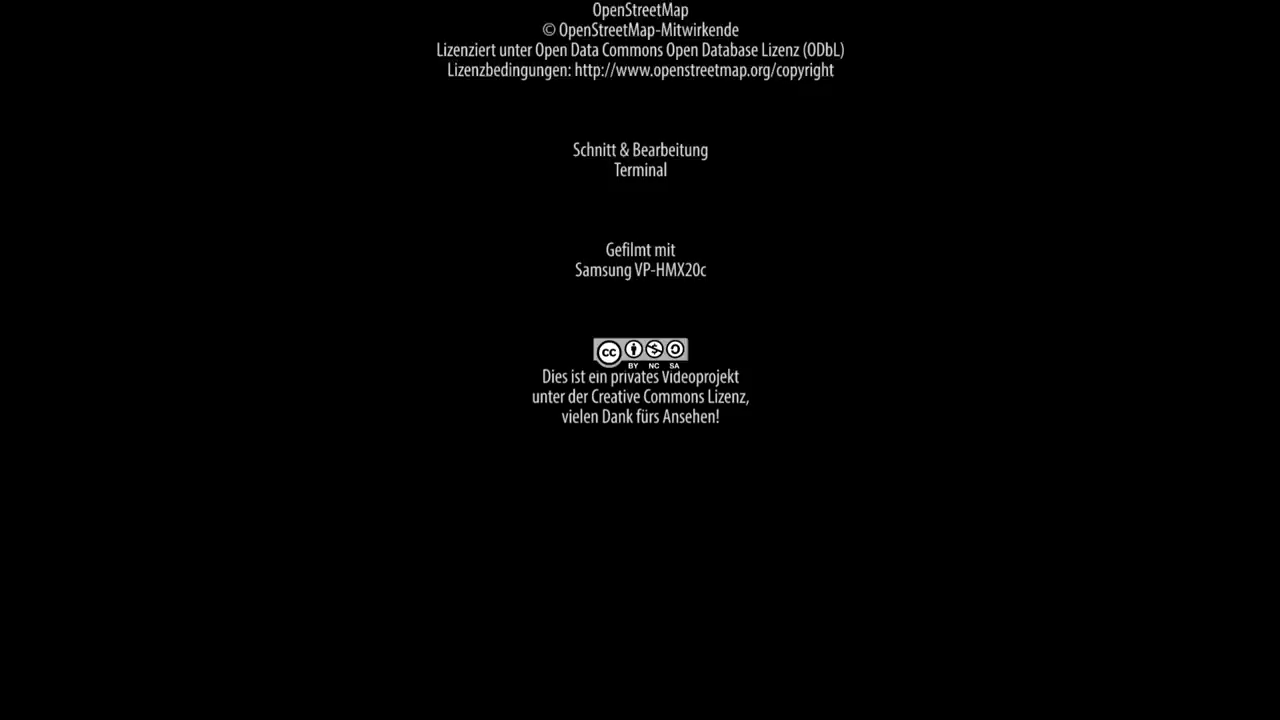 OpenStreetMap
© OpenStreetMap-Mitwirkende
Lizenziert unter Open Data Commons Open Database Lizenz (ODbL)
Lizenzbedingungen: http://www.openstreetmap.org/copyright
Schnitt & Bearbeitung
Terminal
Gefilmt mit
Samsung VP-HMX20c
cc
BY NC SA
Dies ist ein privates Videoprojekt
unter der Creative Commons Lizenz,
vielen Dank fürs Ansehen!